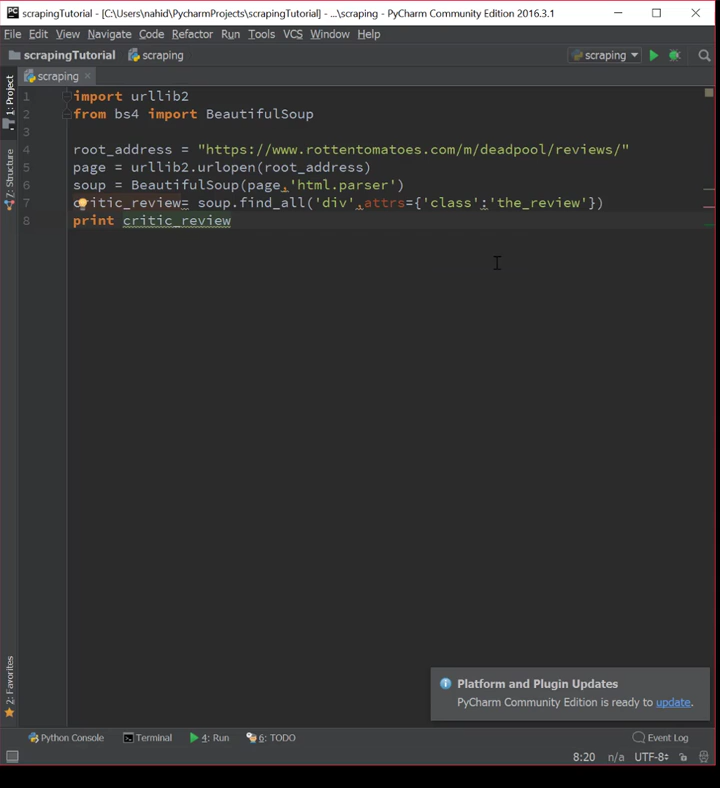 scrapingTutorial - [C:\Users\nahid\PycharmProjects\scrapingTutorial] - ...\scraping - PyCharm Community Edition 2016.3.1
File Edit View Navigate Code Refactor Run Tools VCS Window Help
scrapingTutorial scraping scraping
scraping
1: Project
7: Structure
2: Favorites
1 import urllib2
2 from bs4 import BeautifulSoup
3
4 root_address = "https://www.rottentomatoes.com/m/deadpool/reviews/"
5 page = urllib2.urlopen(root_address)
6 soup = BeautifulSoup(page,'html.parser')
7 critic_review= soup.find_all('div',attrs={'class':'the_review'})
8 print critic_review
Platform and Plugin Updates
PyCharm Community Edition is ready to update.
Python Console Terminal 4: Run 6: TODO Event Log
8:20 n/a UTF-8